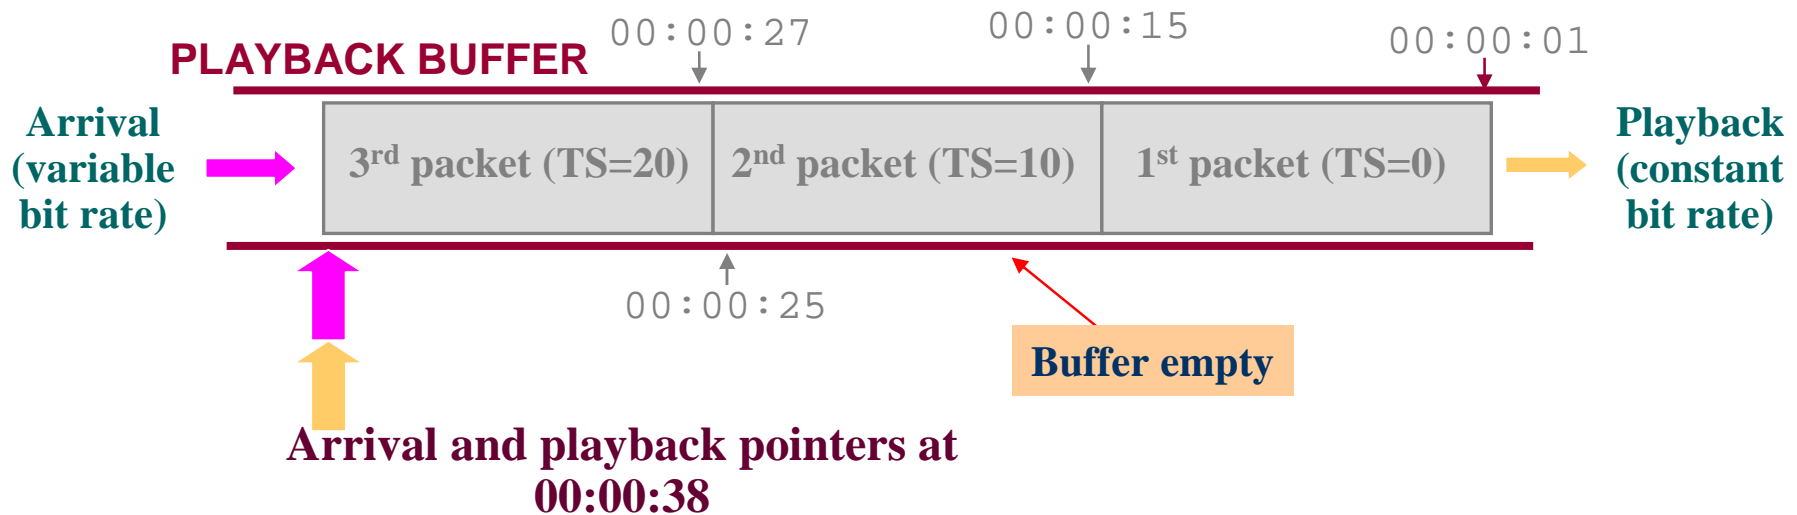 00:00:27
00:00:15
00:00:01
PLAYBACK BUFFER
Arrival
(variable
bit rate)
3rd packet (TS=20)
2nd packet (TS=10)
1st packet (TS=0)
Playback
(constant
bit rate)
00:00:25
Buffer empty
Arrival and playback pointers at
00:00:38